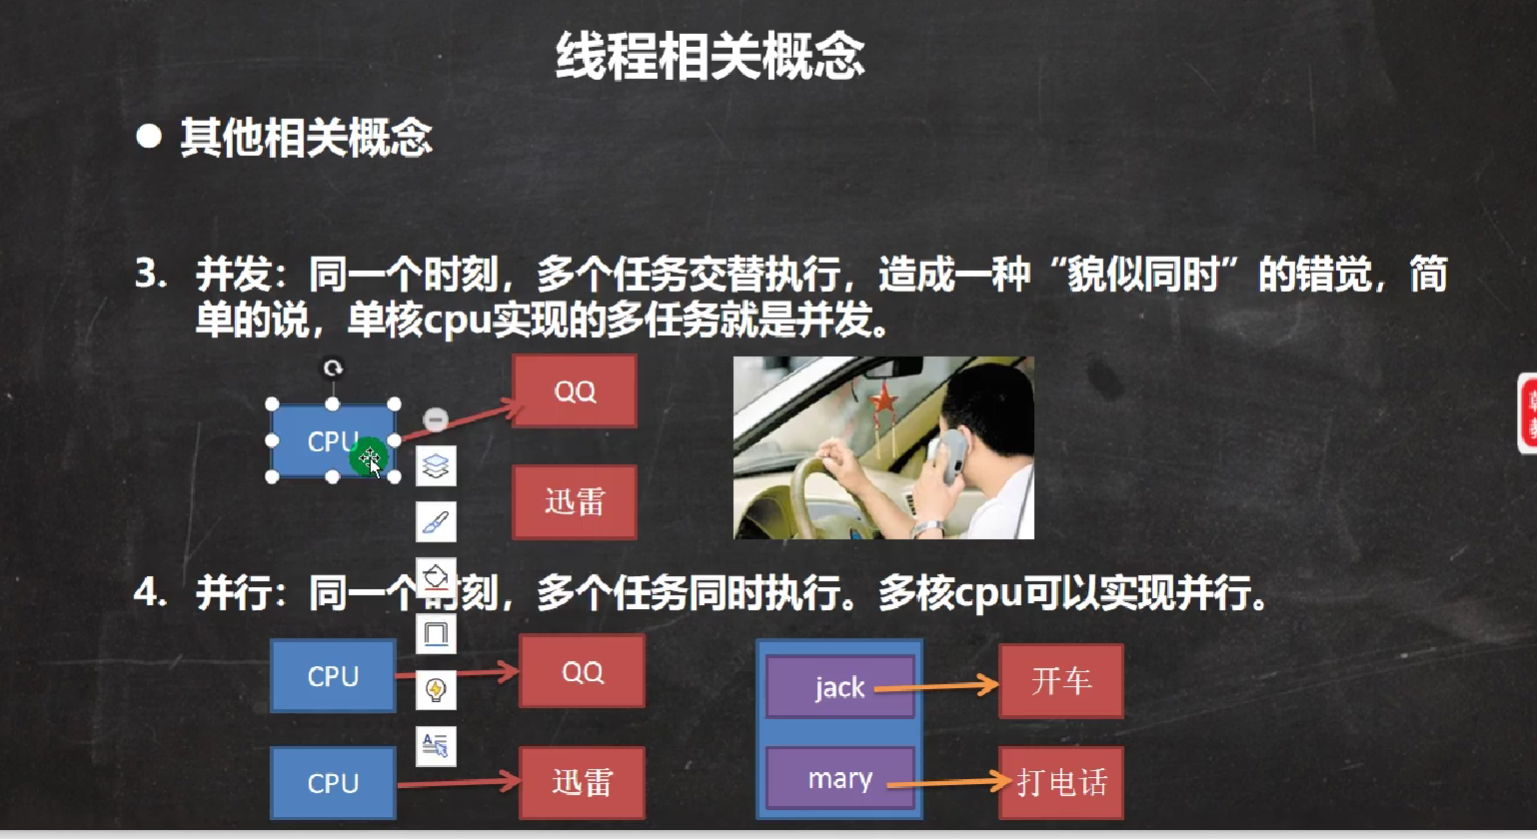 线程相关概念
● 其他相关概念
3. 并发：同一个时刻，多个任务交替执行，造成一种“貌似同时”的错觉，简
单的说，单核cpu实现的多任务就是并发。
QQ
CPU
迅雷
4. 并行：同一个时刻，多个任务同时执行。多核cpu可以实现并行。
CPU
QQ
jack
开车
CPU
迅雷
mary
打电话